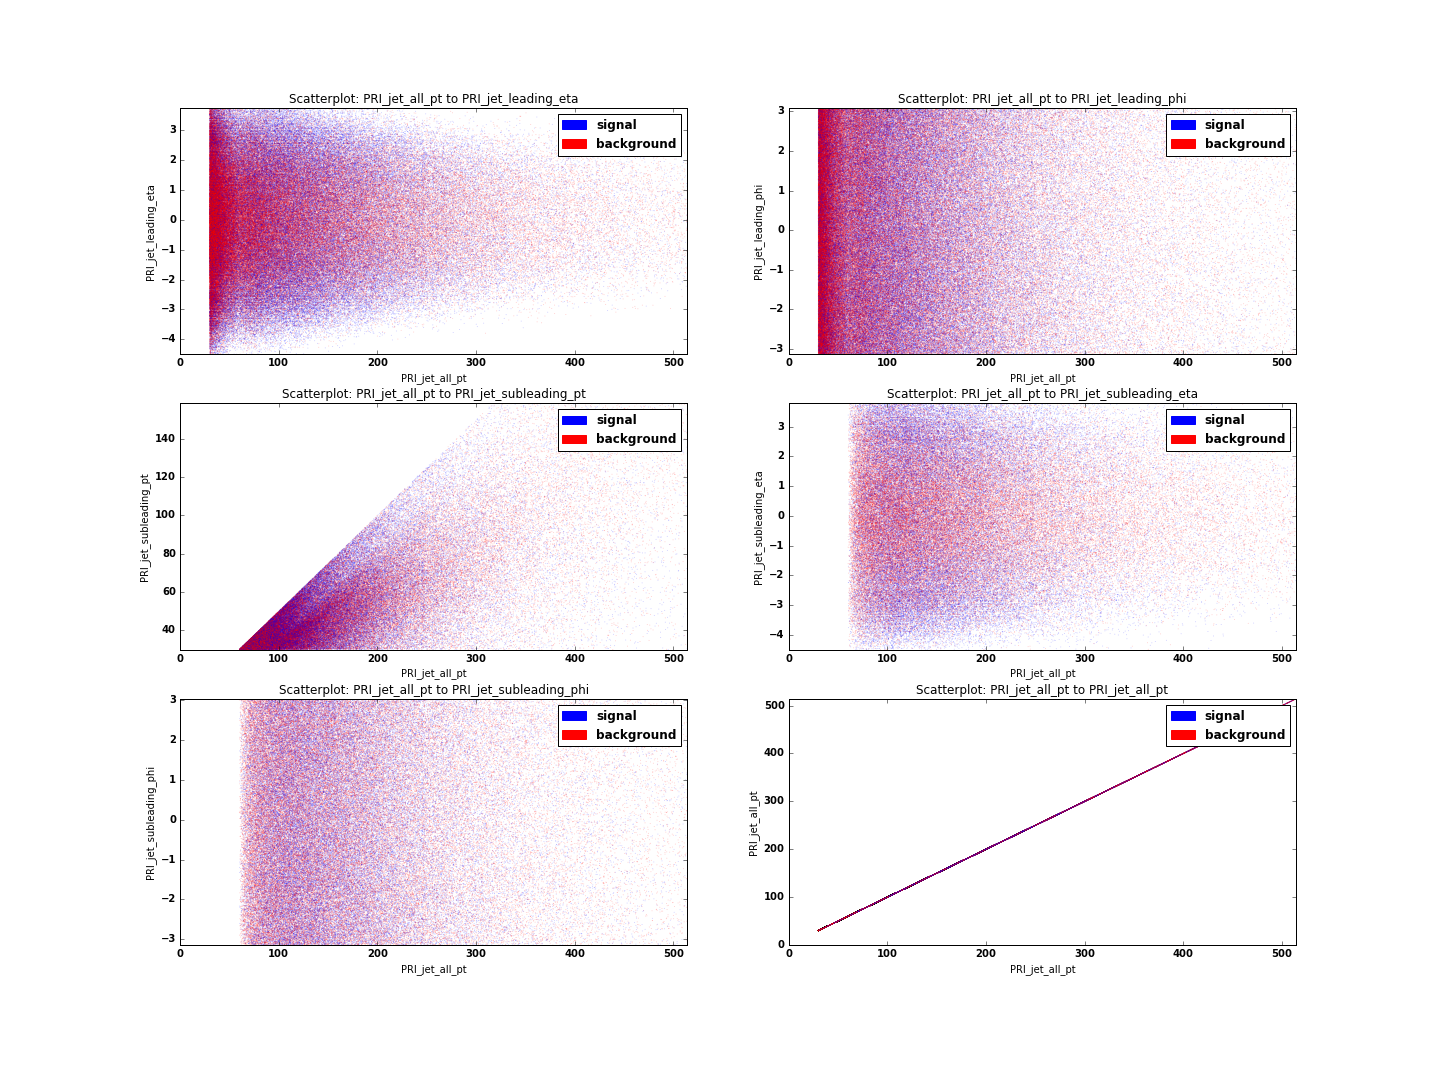 Scatterplot: PRI_jet_all_pt to PRI_jet_leading_eta
signal
background
3
2
1
0
−1
−2
−3
−4
PRI_jet_leading_eta
0 100 200 300 400 500
PRI_jet_all_pt
Scatterplot: PRI_jet_all_pt to PRI_jet_leading_phi
signal
background
3
2
1
0
−1
−2
−3
PRI_jet_leading_phi
0 100 200 300 400 500
PRI_jet_all_pt
Scatterplot: PRI_jet_all_pt to PRI_jet_subleading_pt
signal
background
140
120
100
80
60
40
PRI_jet_subleading_pt
0 100 200 300 400 500
PRI_jet_all_pt
Scatterplot: PRI_jet_all_pt to PRI_jet_subleading_eta
signal
background
3
2
1
0
−1
−2
−3
−4
PRI_jet_subleading_eta
0 100 200 300 400 500
PRI_jet_all_pt
Scatterplot: PRI_jet_all_pt to PRI_jet_subleading_phi
signal
background
3
2
1
0
−1
−2
−3
PRI_jet_subleading_phi
0 100 200 300 400 500
PRI_jet_all_pt
Scatterplot: PRI_jet_all_pt to PRI_jet_all_pt
signal
background
500
400
300
200
100
0
PRI_jet_all_pt
0 100 200 300 400 500
PRI_jet_all_pt